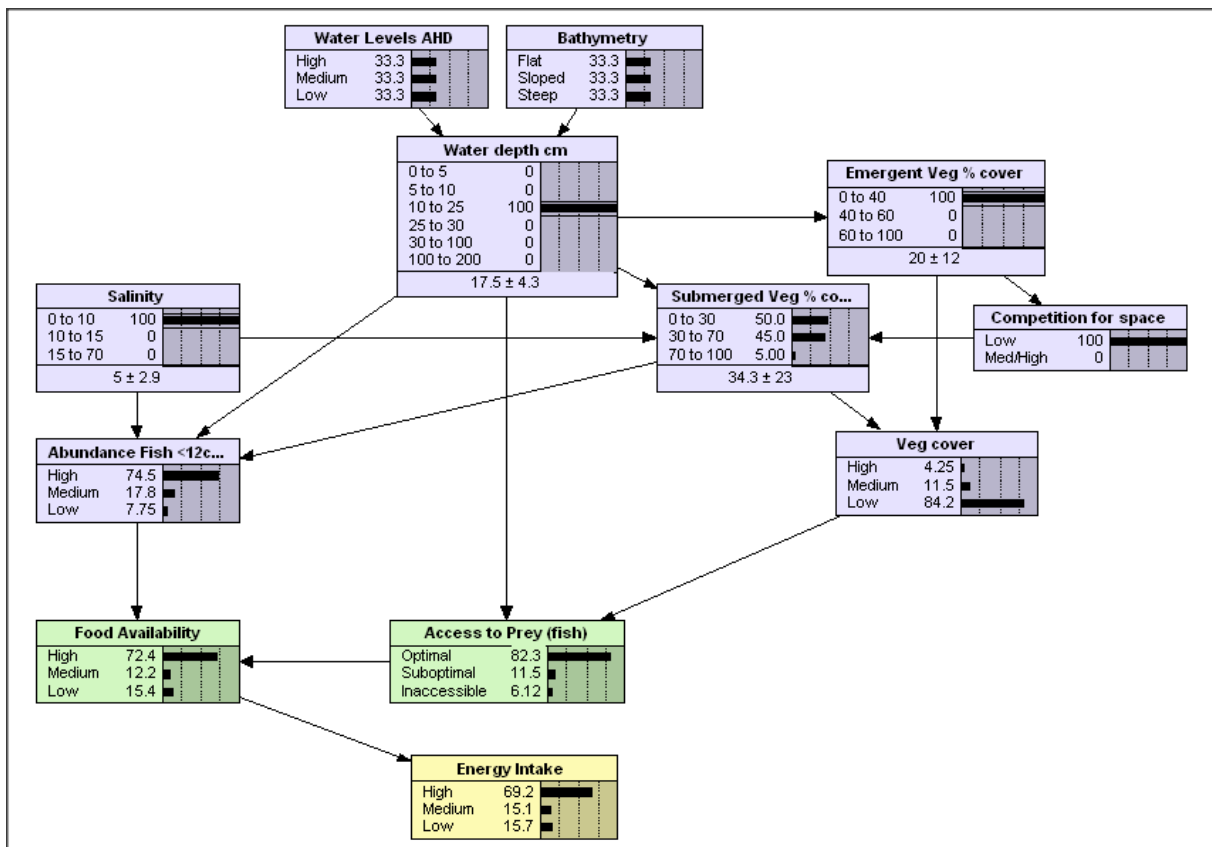 Water Levels AHD
High 33.3
Medium 33.3
Low 33.3
Bathymetry
Flat 33.3
Sloped 33.3
Steep 33.3
Water depth cm
0 to 5 0
5 to 10 0
10 to 25 100
25 to 30 0
30 to 100 0
100 to 200 0
17.5 ± 4.3
Emergent Veg % cover
0 to 40 100
40 to 60 0
60 to 100 0
20 ± 12
Salinity
0 to 10 100
10 to 15 0
15 to 70 0
5 ± 2.9
Submerged Veg % co...
0 to 30 50.0
30 to 70 45.0
70 to 100 5.00
34.3 ± 23
Competition for space
Low 100
Med/High 0
Abundance Fish <12c...
High 74.5
Medium 17.8
Low 7.75
Veg cover
High 4.25
Medium 11.5
Low 84.2
Food Availability
High 72.4
Medium 12.2
Low 15.4
Access to Prey (fish)
Optimal 82.3
Suboptimal 11.5
Inaccessible 6.12
Energy Intake
High 69.2
Medium 15.1
Low 15.7